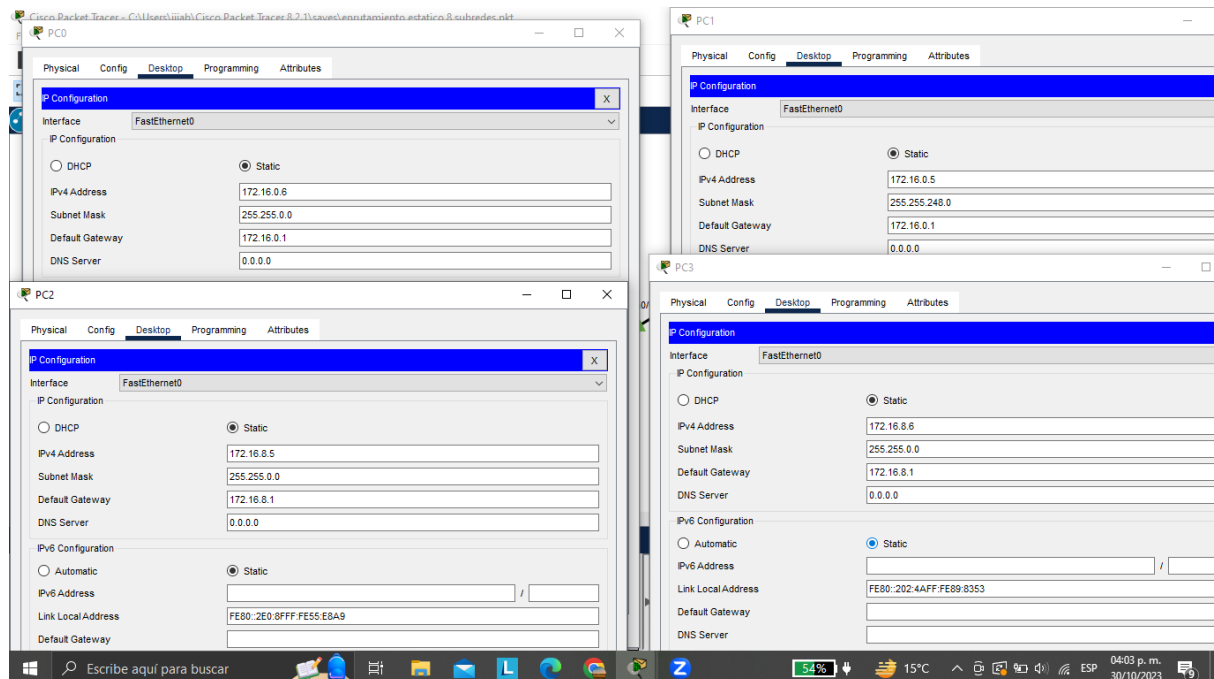 Cisco Packet Tracer - C:\Users\jijah\Cisco Packet Tracer 8.2.1\saves\enrutamiento estatico 8 subredes.pkt
PC0
Physical Config Desktop Programming Attributes
IP Configuration X
Interface FastEthernet0
IP Configuration
DHCP Static
IPv4 Address 172.16.0.6
Subnet Mask 255.255.0.0
Default Gateway 172.16.0.1
DNS Server 0.0.0.0
PC1
Physical Config Desktop Programming Attributes
IP Configuration
Interface FastEthernet0
IP Configuration
DHCP Static
IPv4 Address 172.16.0.5
Subnet Mask 255.255.248.0
Default Gateway 172.16.0.1
DNS Server 0.0.0.0
PC2
Physical Config Desktop Programming Attributes
IP Configuration X
Interface FastEthernet0
IP Configuration
DHCP Static
IPv4 Address 172.16.8.5
Subnet Mask 255.255.0.0
Default Gateway 172.16.8.1
DNS Server 0.0.0.0
IPv6 Configuration
Automatic Static
IPv6 Address /
Link Local Address FE80::2E0:8FFF:FE55:E8A9
Default Gateway
PC3
Physical Config Desktop Programming Attributes
IP Configuration
Interface FastEthernet0
IP Configuration
DHCP Static
IPv4 Address 172.16.8.6
Subnet Mask 255.255.0.0
Default Gateway 172.16.8.1
DNS Server 0.0.0.0
IPv6 Configuration
Automatic Static
IPv6 Address /
Link Local Address FE80::202:4AFF:FE89:8353
Default Gateway
DNS Server
Escribe aquí para buscar
L
Z
54%
15°C
ESP
04:03 p. m.
30/10/2023
9